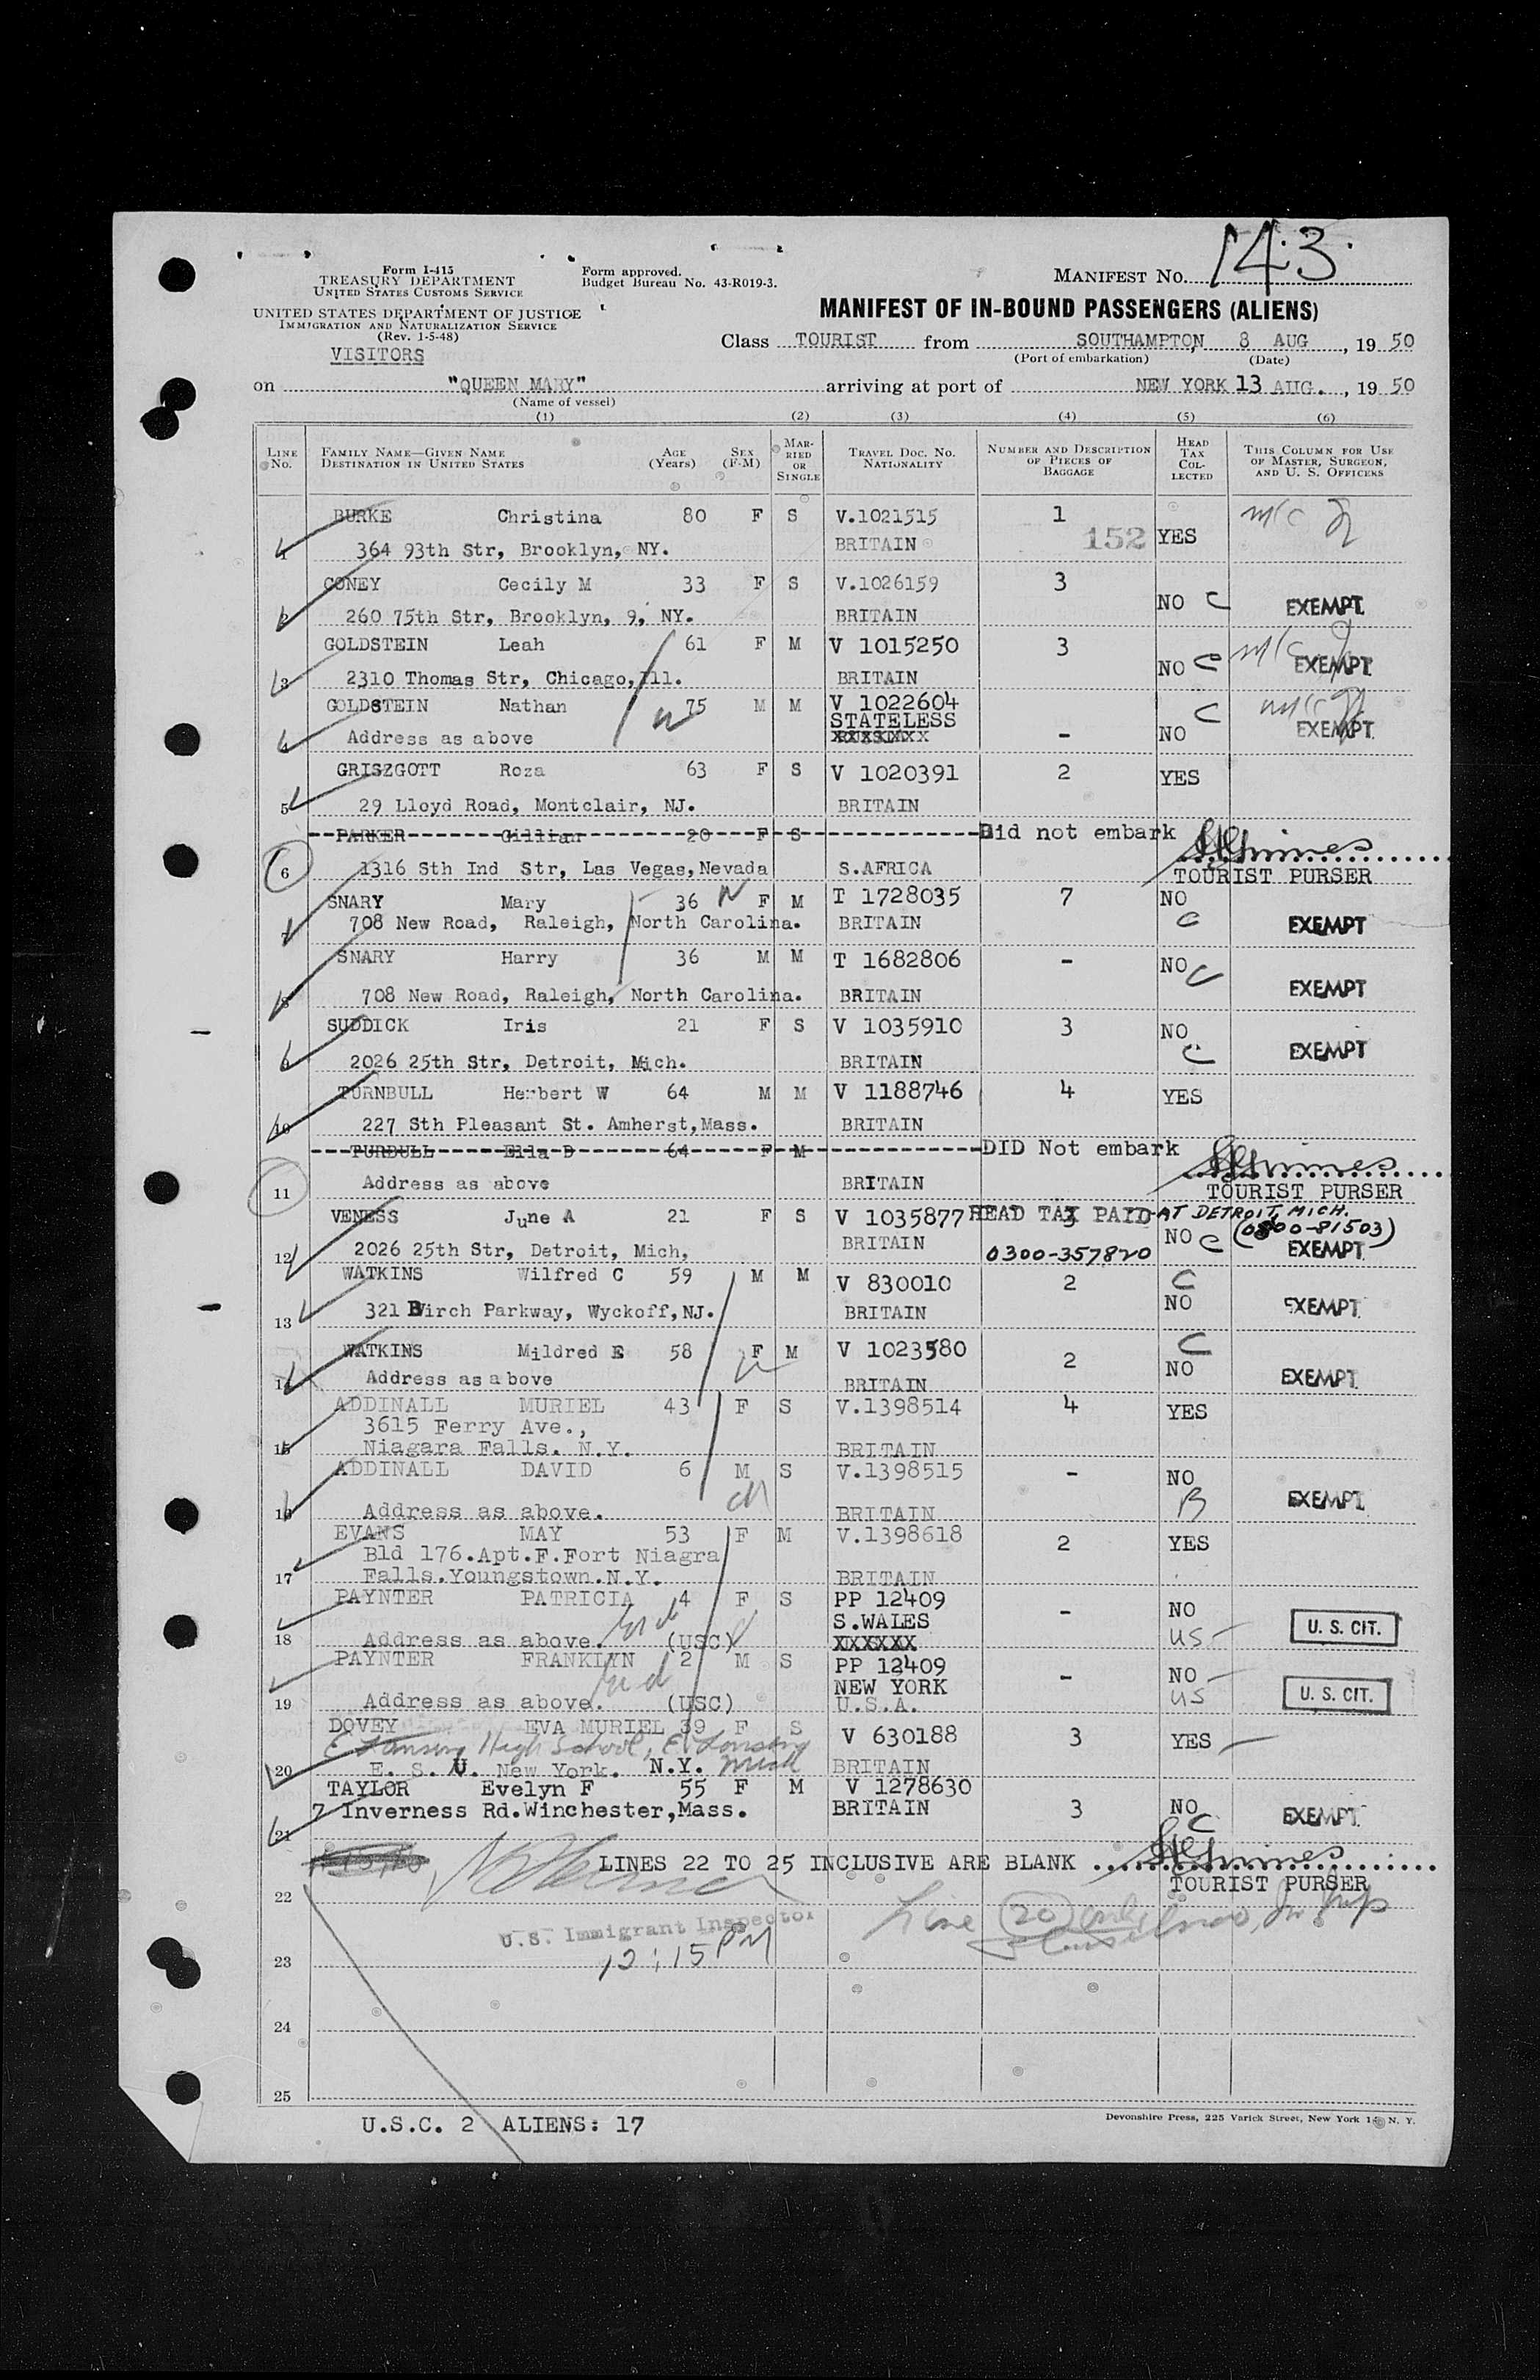 143
Form I-415
TREASURY DEPARTMENT
UNITED STATES CUSTOMS SERVICE
Form approved.
Budget Bureau No. 43-R019-3.
MANIFEST NO.
UNITED STATES DEPARTMENT OF JUSTICE
IMMIGRATION AND NATURALIZATION SERVICE
(Rev. 1-5-48)
VISITORS
MANIFEST OF IN-BOUND PASSENGERS (ALIENS)
Class TOURIST from SOUTHAMPTON, 8 AUG, 1950
(Port of embarkation) (Date)
on "QUEEN MARY" arriving at port of NEW YORK 13 AUG., 1950
(Name of vessel)
(1) (2) (3) (4) (5) (6)
LINE NO. FAMILY NAME—GIVEN NAME DESTINATION IN UNITED STATES AGE (Years) SEX (F-M) MARRIED OR SINGLE TRAVEL DOC. NO. NATIONALITY NUMBER AND DESCRIPTION OF PIECES OF BAGGAGE HEAD TAX COLLECTED THIS COLUMN FOR USE OF MASTER, SURGEON, AND U. S. OFFICERS
BURKE Christina 80 F S V.1021515 1 m/c
1 364 93th Str, Brooklyn, NY. BRITAIN 152 YES
CONEY Cecily M 33 F S V.1026159 3
2 260 75th Str, Brooklyn, 9, NY. BRITAIN NO C EXEMPT
GOLDSTEIN Leah 61 F M V 1015250 3 m/c
3 2310 Thomas Str, Chicago,Ill. BRITAIN NO C EXEMPT
GOLDSTEIN Nathan 75 M M V 1022604 C m/c
STATELESS
4 Address as above - NO EXEMPT
GRISZGOTT Roza 63 F S V 1020391 2 YES
5 29 Lloyd Road, Montclair, NJ. BRITAIN
PARKER Gillian 20 F S Did not embark
6 1316 Sth Ind Str, Las Vegas,Nevada S.AFRICA TOURIST PURSER
SNARY Mary 36 F M T 1728035 7 NO
7 708 New Road, Raleigh, North Carolina. BRITAIN C EXEMPT
SNARY Harry 36 M M T 1682806 - NO C
8 708 New Road, Raleigh, North Carolina. BRITAIN EXEMPT
SUDDICK Iris 21 F S V 1035910 3 NO
9 2026 25th Str, Detroit, Mich. BRITAIN C EXEMPT
TURNBULL Herbert W 64 M M V 1188746 4 YES
10 227 Sth Pleasant St. Amherst,Mass. BRITAIN
TURDULL Ella D 64 F M DID Not embark
11 Address as above BRITAIN TOURIST PURSER
VENESS June A 21 F S V 1035877 3 HEAD TAX PAID AT DETROIT, MICH.
12 2026 25th Str, Detroit, Mich, BRITAIN 0300-357820 NO C (0800-81503) EXEMPT
WATKINS Wilfred C 59 M M V 830010 2 C
13 321 Birch Parkway, Wyckoff,NJ. BRITAIN NO EXEMPT
WATKINS Mildred E 58 F M V 1023580 2 C
14 Address as above BRITAIN NO EXEMPT
ADDINALL MURIEL 43 F S V.1398514 4 YES
3615 Ferry Ave.,
15 Niagara Falls. N.Y. BRITAIN
ADDINALL DAVID 6 M S V.1398515 - NO
16 Address as above. BRITAIN B EXEMPT
EVANS MAY 53 F M V.1398618 2 YES
Bld 176.Apt.F.Fort Niagra
17 Falls.Youngstown.N.Y. BRITAIN
PAYNTER PATRICIA 4 F S PP 12409 - NO
S.WALES
18 Address as above. (USC) XXXXXX US U. S. CIT.
PAYNTER FRANKLYN 2 M S PP 12409 - NO
NEW YORK
19 Address as above. (USC) U.S.A. US U. S. CIT.
DOVEY EVA MURIEL 39 F S V 630188 3 YES
E Lansing High School, E. Lansing Mich
20 E. S. U. New York. N.Y. BRITAIN
TAYLOR Evelyn F 55 F M V 1278630
7 Inverness Rd.Winchester,Mass. BRITAIN 3 NO C EXEMPT
21
LINES 22 TO 25 INCLUSIVE ARE BLANK
TOURIST PURSER
22
U.S. Immigrant Inspector
Line 20 only
12:15 PM
23
24
25
U.S.C. 2 ALIENS: 17
Devonshire Press, 225 Varick Street, New York 14, N. Y.